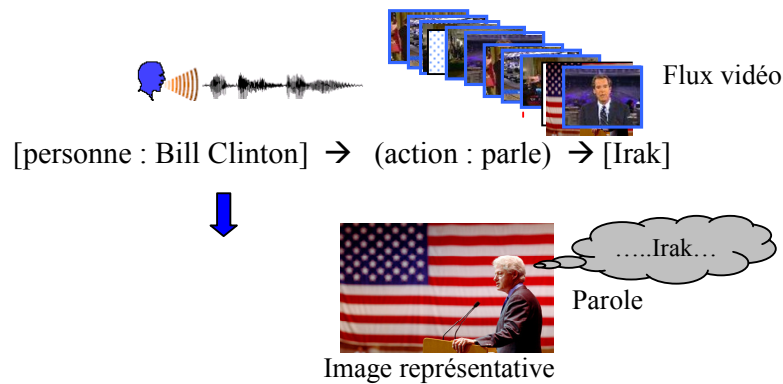 Flux vidéo
[personne : Bill Clinton] → (action : parle) → [Irak]
…..Irak…
Parole
Image représentative